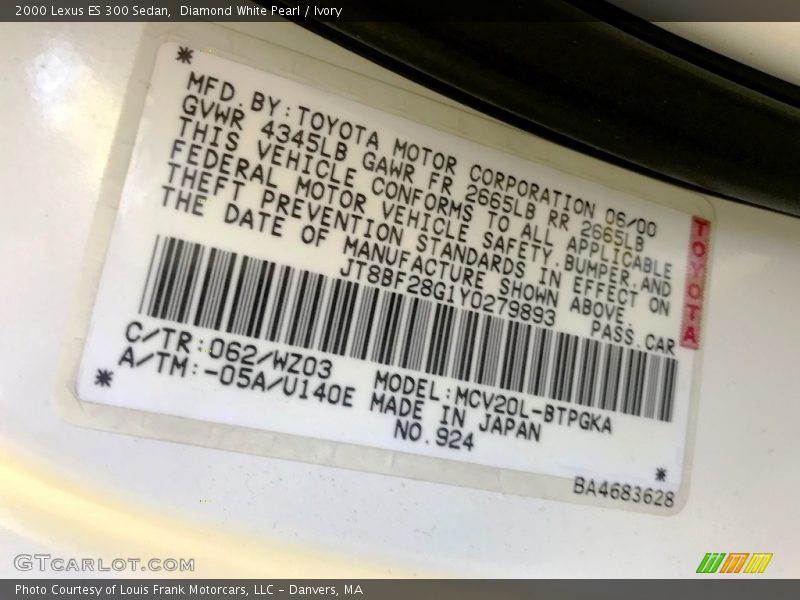 2000 Lexus ES 300 Sedan, Diamond White Pearl / Ivory
MFD. BY: TOYOTA MOTOR CORPORATION 06/00
GVWR 4345LB GAWR FR 2665LB RR 2665LB
THIS VEHICLE CONFORMS TO ALL APPLICABLE
FEDERAL MOTOR VEHICLE SAFETY, BUMPER, AND
THEFT PREVENTION STANDARDS IN EFFECT ON
THE DATE OF MANUFACTURE SHOWN ABOVE.
JT8BF28G1Y0279893 PASS. CAR
TOYOTA
C/TR: 062/WZ03 MODEL: MCV20L-BTPGKA
A/TM: -05A/U140E MADE IN JAPAN
NO. 924
BA4683628
GTCARLOT.COM
Photo Courtesy of Louis Frank Motorcars, LLC – Danvers, MA